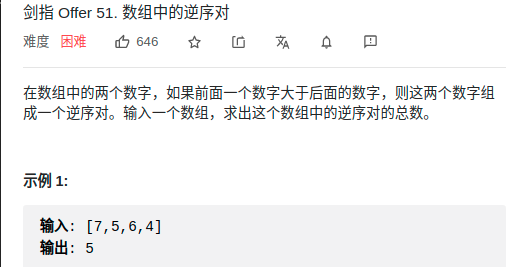 剑指 Offer 51. 数组中的逆序对
难度 困难 646
在数组中的两个数字，如果前面一个数字大于后面的数字，则这两个数字组
成一个逆序对。输入一个数组，求出这个数组中的逆序对的总数。
示例 1:
输入: [7,5,6,4]
输出: 5